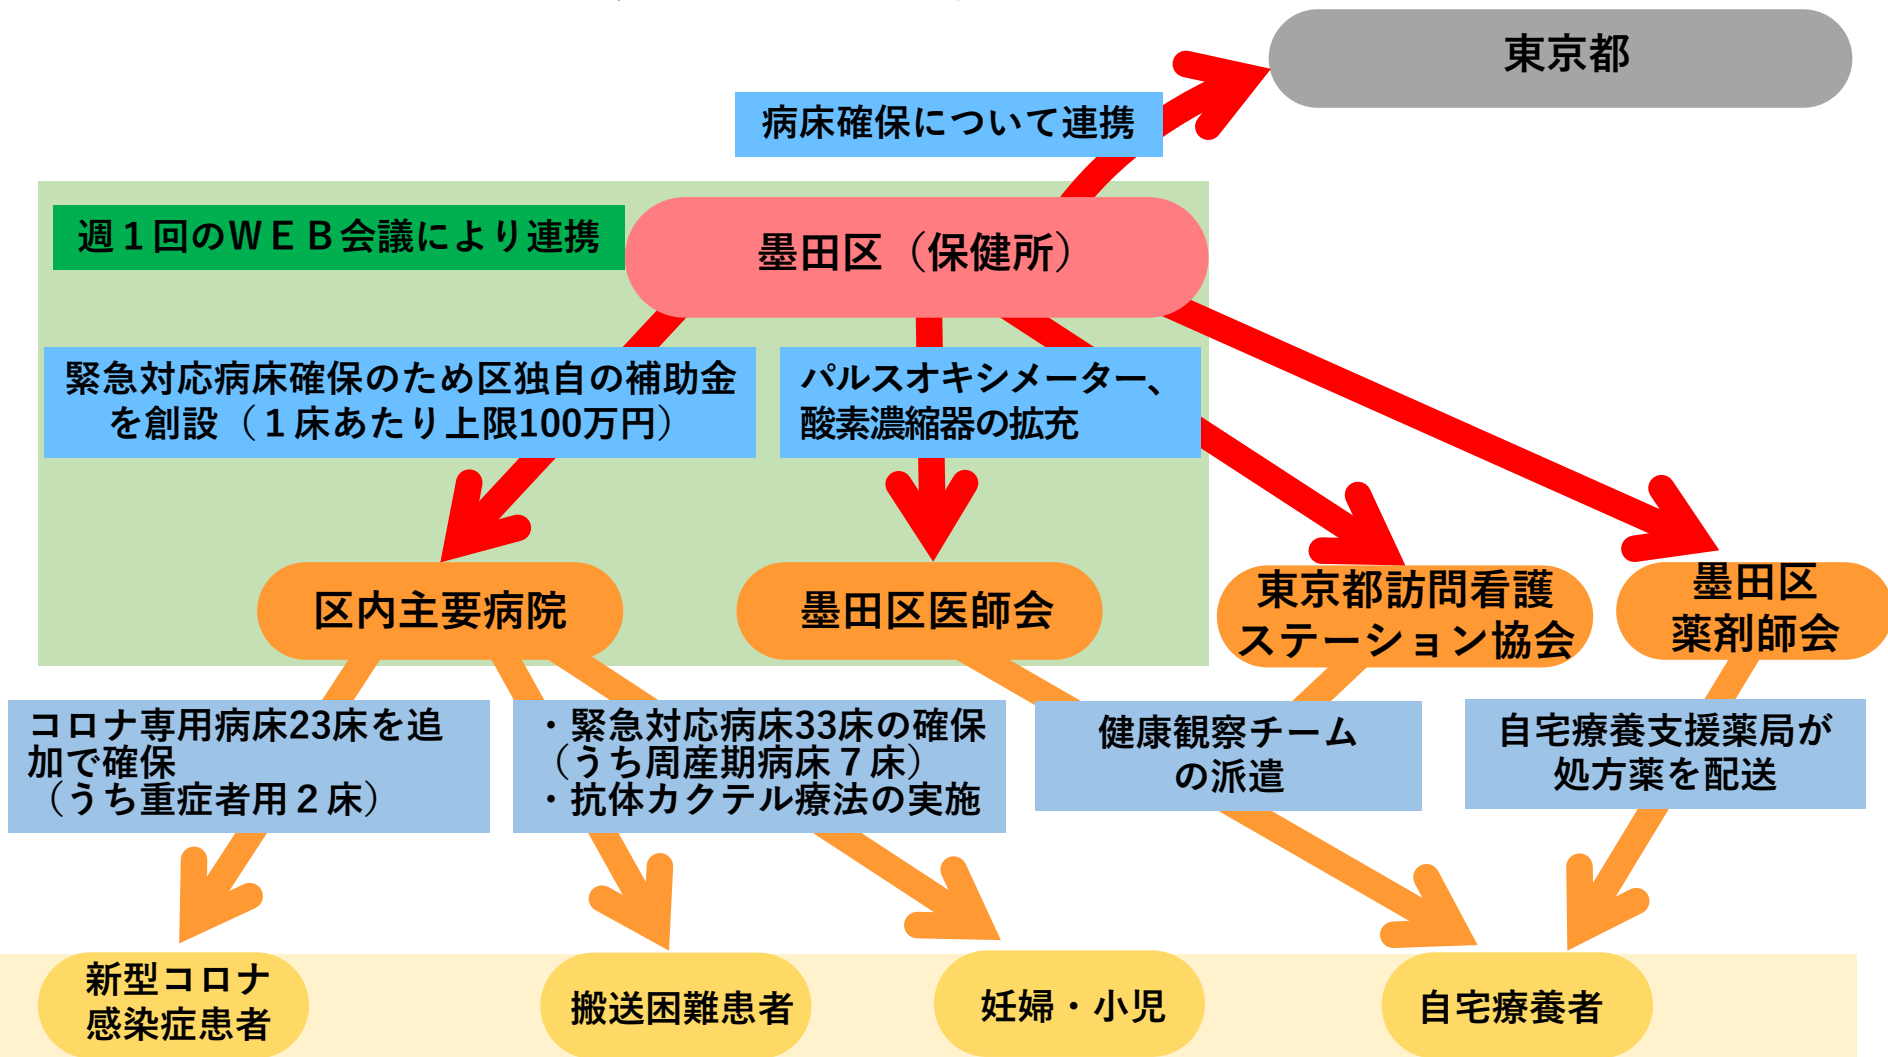 東京都
病床確保について連携
週１回のＷＥＢ会議により連携
墨田区（保健所）
緊急対応病床確保のため区独自の補助金
を創設（１床あたり上限100万円）
パルスオキシメーター、
酸素濃縮器の拡充
区内主要病院
墨田区医師会
東京都訪問看護
ステーション協会
墨田区
薬剤師会
コロナ専用病床23床を追
加で確保
（うち重症者用２床）
・緊急対応病床33床の確保
（うち周産期病床７床）
・抗体カクテル療法の実施
健康観察チーム
の派遣
自宅療養支援薬局が
処方薬を配送
新型コロナ
感染症患者
搬送困難患者
妊婦・小児
自宅療養者